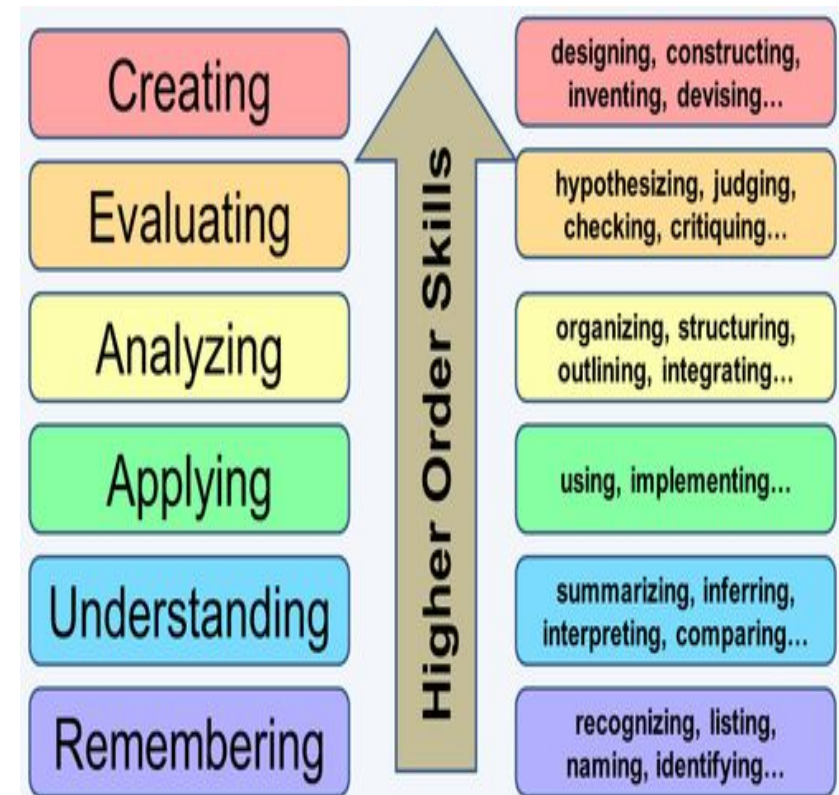 Creating
designing, constructing,
inventing, devising...
Evaluating
hypothesizing, judging,
checking, critiquing...
Analyzing
organizing, structuring,
outlining, integrating...
Applying
using, implementing...
Understanding
summarizing, inferring,
interpreting, comparing...
Remembering
recognizing, listing,
naming, identifying...
Higher Order Skills